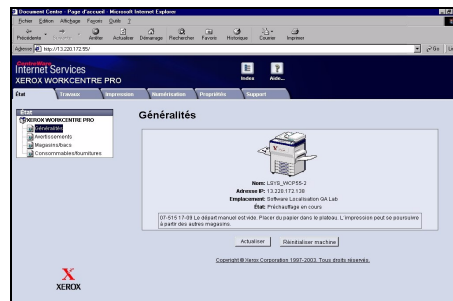 Document Centre - Page d'accueil - Microsoft Internet Explorer
Fichier Edition Affichage Favoris Outils ?
Précédente Suivante Arrêter Actualiser Démarrage Rechercher Favoris Historique Courrier Imprimer
Adresse http://13.220.172.55/ OK
CentreWare
Internet Services
XEROX WORKCENTRE PRO
Index Aide...
État Travaux Impression Numérisation Propriétés Support
État
XEROX WORKCENTRE PRO
Généralités
Avertissements
Magasins/bacs
Consommables/fournitures
Généralités
Nom: LSYS_WCP55-2
Adresse IP: 13.220.172.138
Emplacement: Software Localisation QA Lab
État: Préchauffage en cours
07-515 17-09 Le départ manuel est vide. Placer du papier dans le plateau. L'impression peut se poursuivre
à partir des autres magasins.
Actualiser Réinitialiser machine
Copyright © Xerox Corporation 1997-2003. Tous droits réservés.
X
XEROX